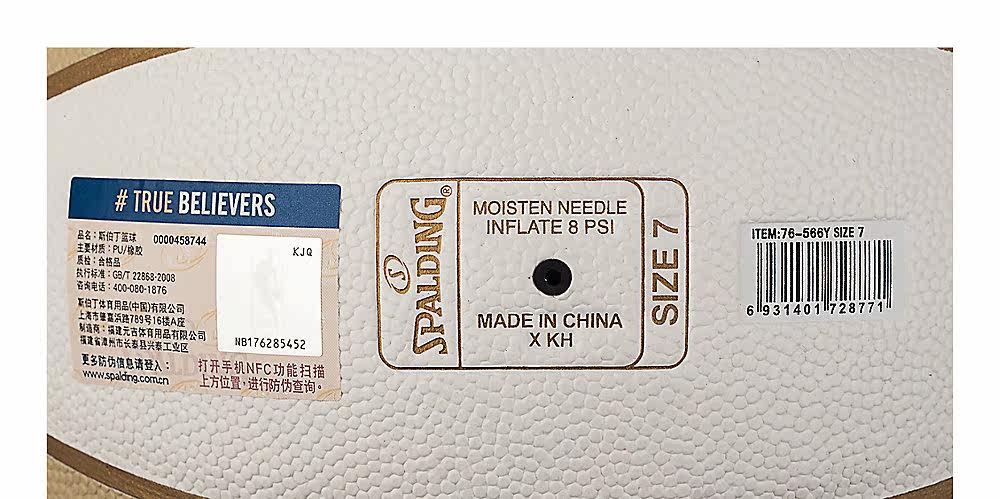 # TRUE BELIEVERS
品名：斯伯丁篮球 0000458744
主要材质：PU/橡胶
质检：合格品
执行标准：GB/T 22868-2008
咨询电话：400-080-1876
斯伯丁体育用品(中国)有限公司
上海市肇嘉浜路789号16楼A座
制造商：福建元古体育用品有限公司
福建省漳州市长泰县兴泰工业区
更多防伪信息请登入：
www.spalding.com.cn
KJQ
NB176285452
打开手机NFC功能扫描
上方位置，进行防伪查询。
S
SPALDING®
MOISTEN NEEDLE
INFLATE 8 PSI
MADE IN CHINA
X KH
SIZE 7
ITEM:76-566Y SIZE 7
6 931401 728771